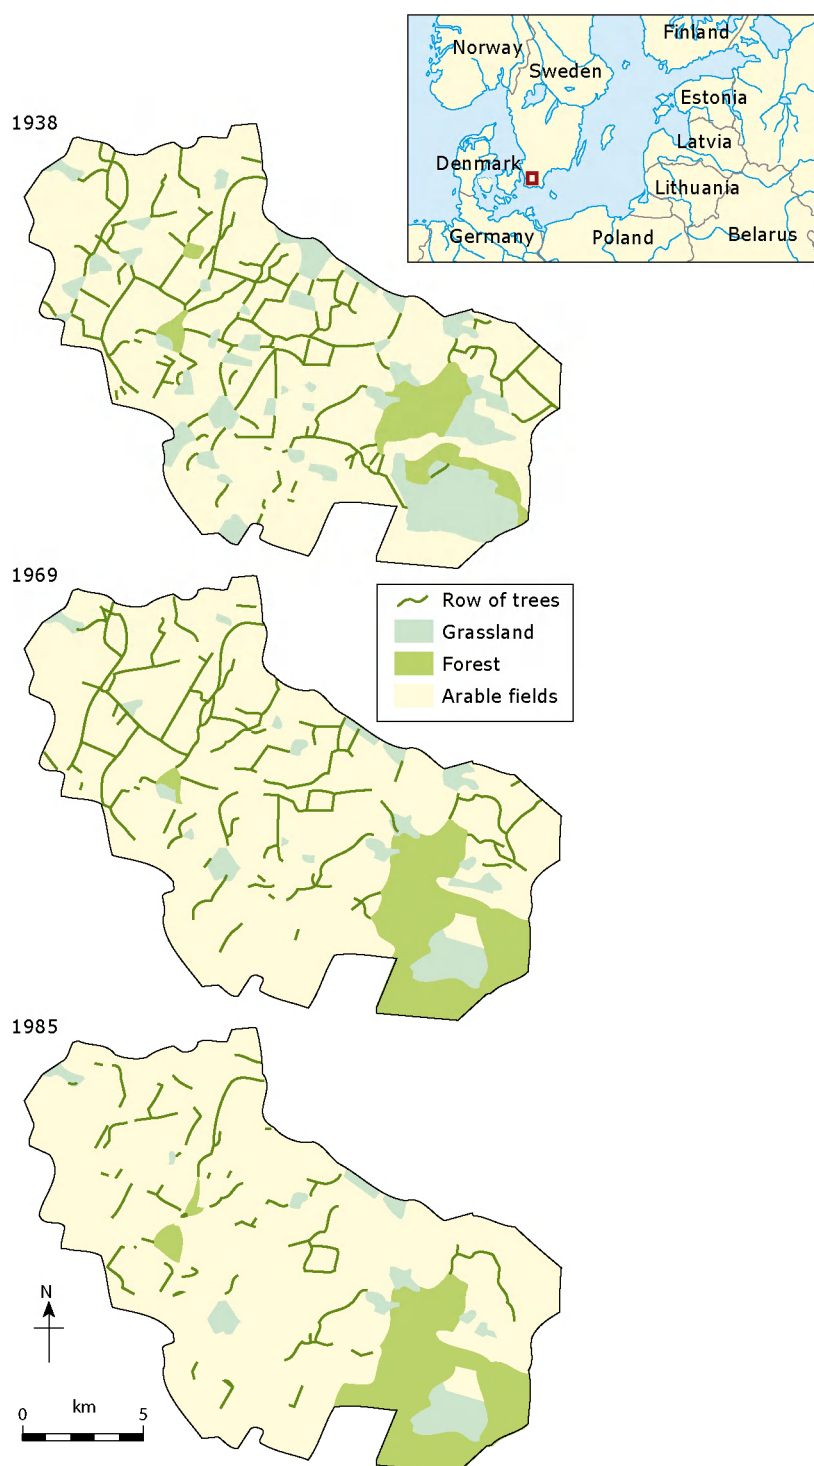 Norway
Finland
Sweden
Estonia
Latvia
Denmark
Lithuania
Germany
Poland
Belarus
1938
1969
Row of trees
Grassland
Forest
Arable fields
1985
N
km
0
5